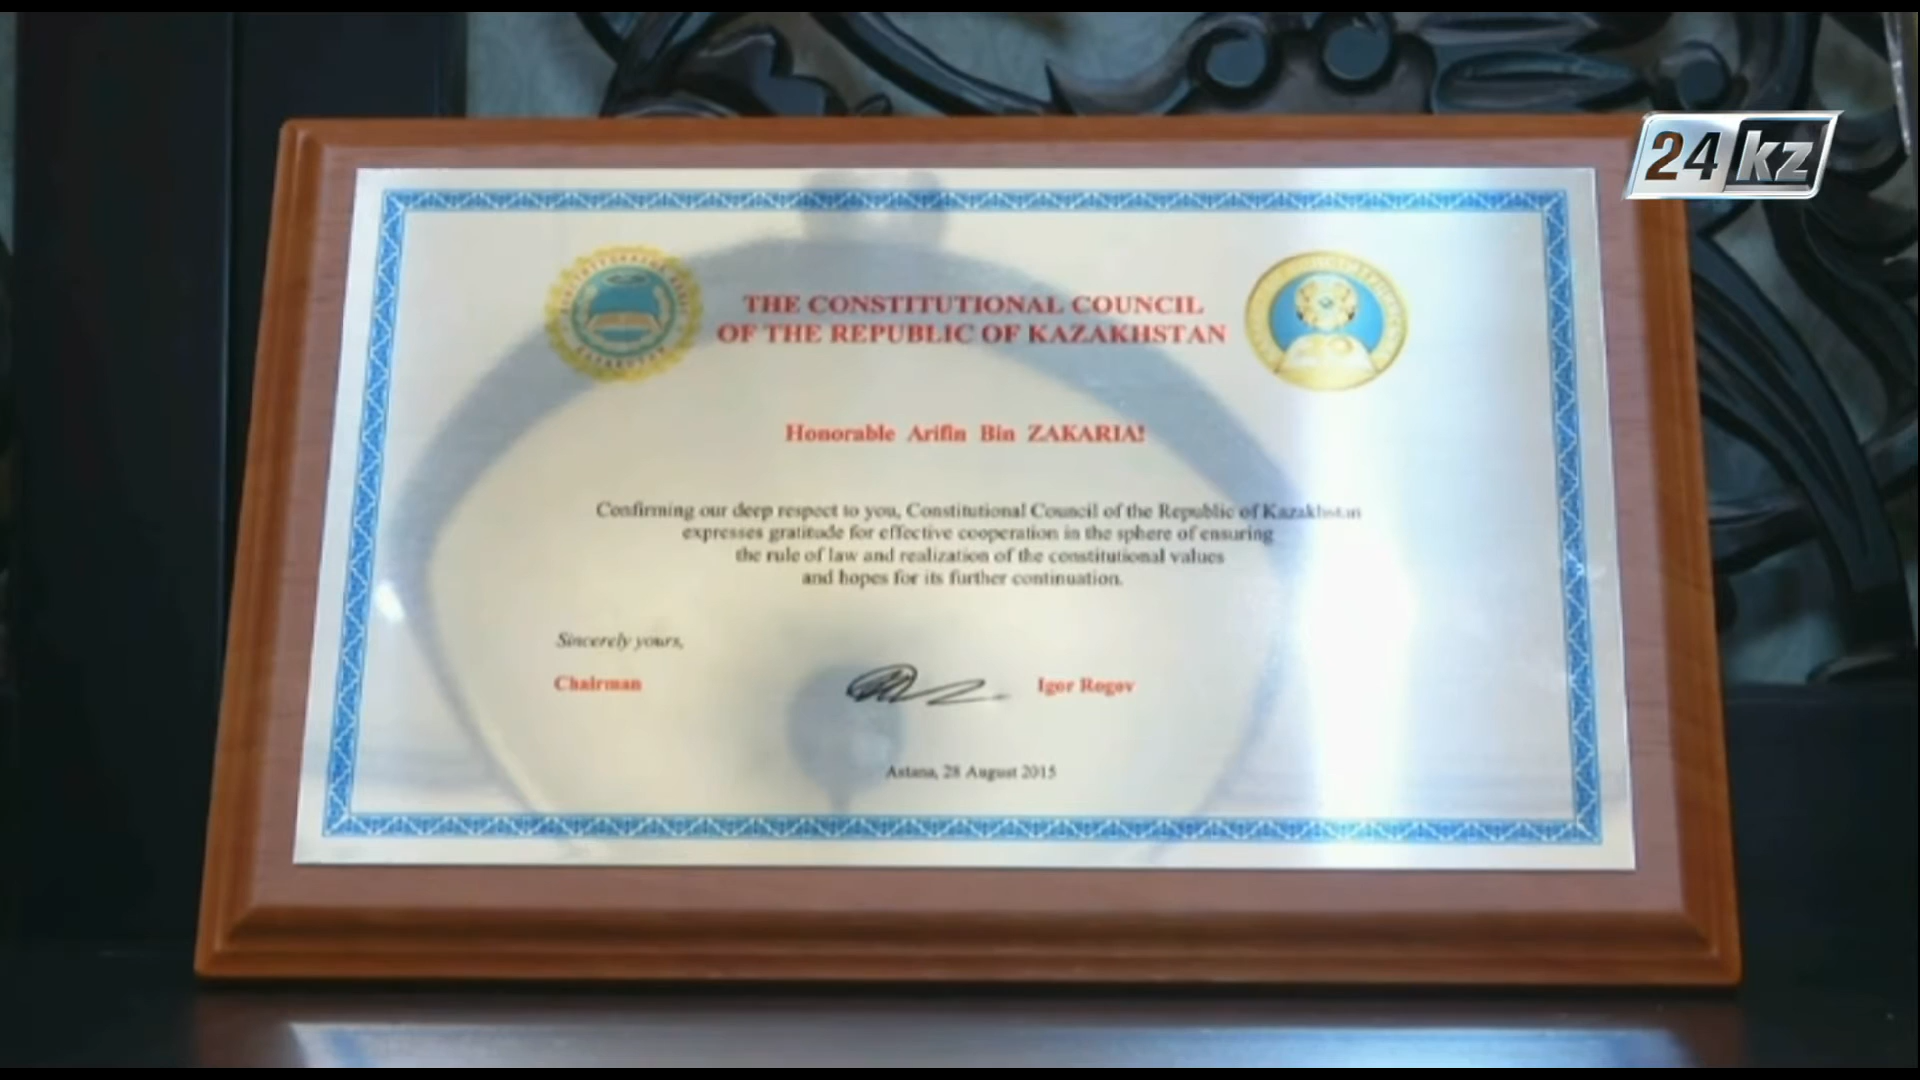 24 kz
THE CONSTITUTIONAL COUNCIL
OF THE REPUBLIC OF KAZAKHSTAN
Honorable Arifin Bin ZAKARIA!
Confirming our deep respect to you, Constitutional Council of the Republic of Kazakhstan
expresses gratitude for effective cooperation in the sphere of ensuring
the rule of law and realization of the constitutional values
and hopes for its further continuation.
Sincerely yours,
Chairman
Igor Rogov
Astana, 28 August 2015